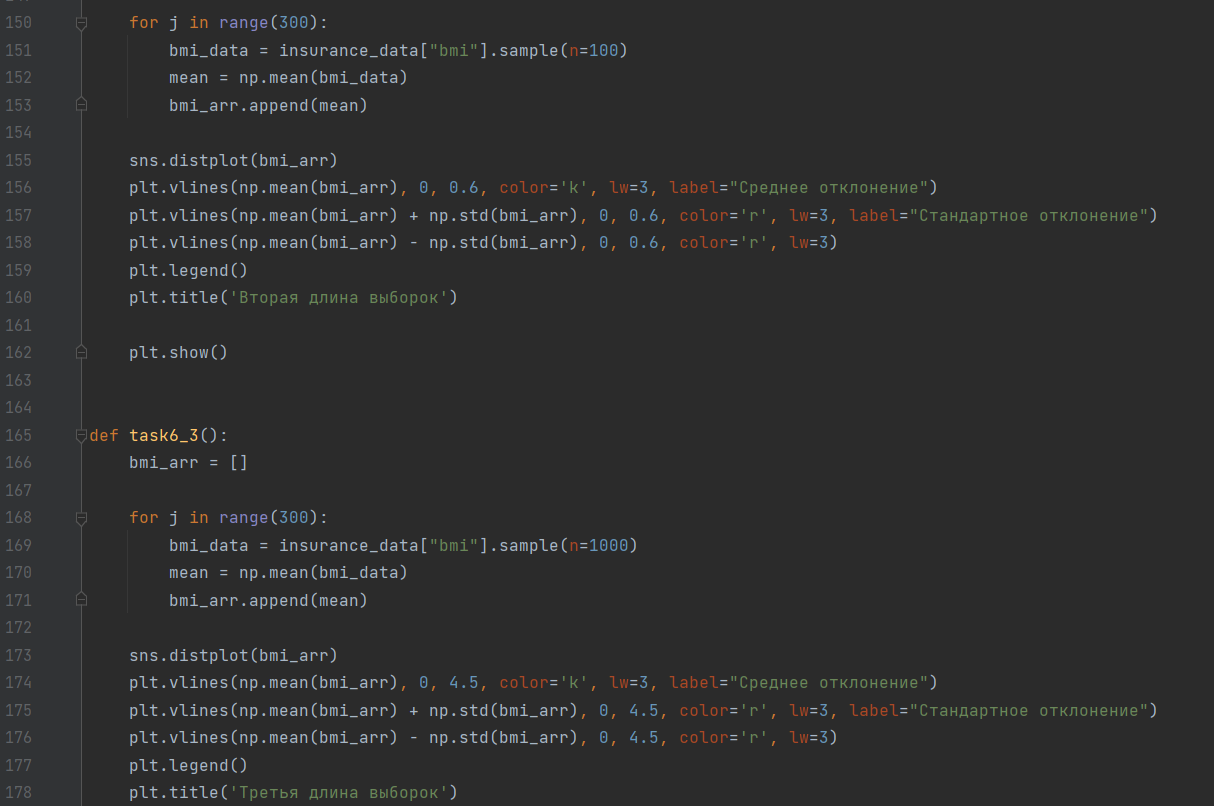 150 for j in range(300):
151 bmi_data = insurance_data["bmi"].sample(n=100)
152 mean = np.mean(bmi_data)
153 bmi_arr.append(mean)
154
155 sns.distplot(bmi_arr)
156 plt.vlines(np.mean(bmi_arr), 0, 0.6, color='k', lw=3, label="Среднее отклонение")
157 plt.vlines(np.mean(bmi_arr) + np.std(bmi_arr), 0, 0.6, color='r', lw=3, label="Стандартное отклонение")
158 plt.vlines(np.mean(bmi_arr) - np.std(bmi_arr), 0, 0.6, color='r', lw=3)
159 plt.legend()
160 plt.title('Вторая длина выборок')
161
162 plt.show()
163
164
165 def task6_3():
166 bmi_arr = []
167
168 for j in range(300):
169 bmi_data = insurance_data["bmi"].sample(n=1000)
170 mean = np.mean(bmi_data)
171 bmi_arr.append(mean)
172
173 sns.distplot(bmi_arr)
174 plt.vlines(np.mean(bmi_arr), 0, 4.5, color='k', lw=3, label="Среднее отклонение")
175 plt.vlines(np.mean(bmi_arr) + np.std(bmi_arr), 0, 4.5, color='r', lw=3, label="Стандартное отклонение")
176 plt.vlines(np.mean(bmi_arr) - np.std(bmi_arr), 0, 4.5, color='r', lw=3)
177 plt.legend()
178 plt.title('Третья длина выборок')